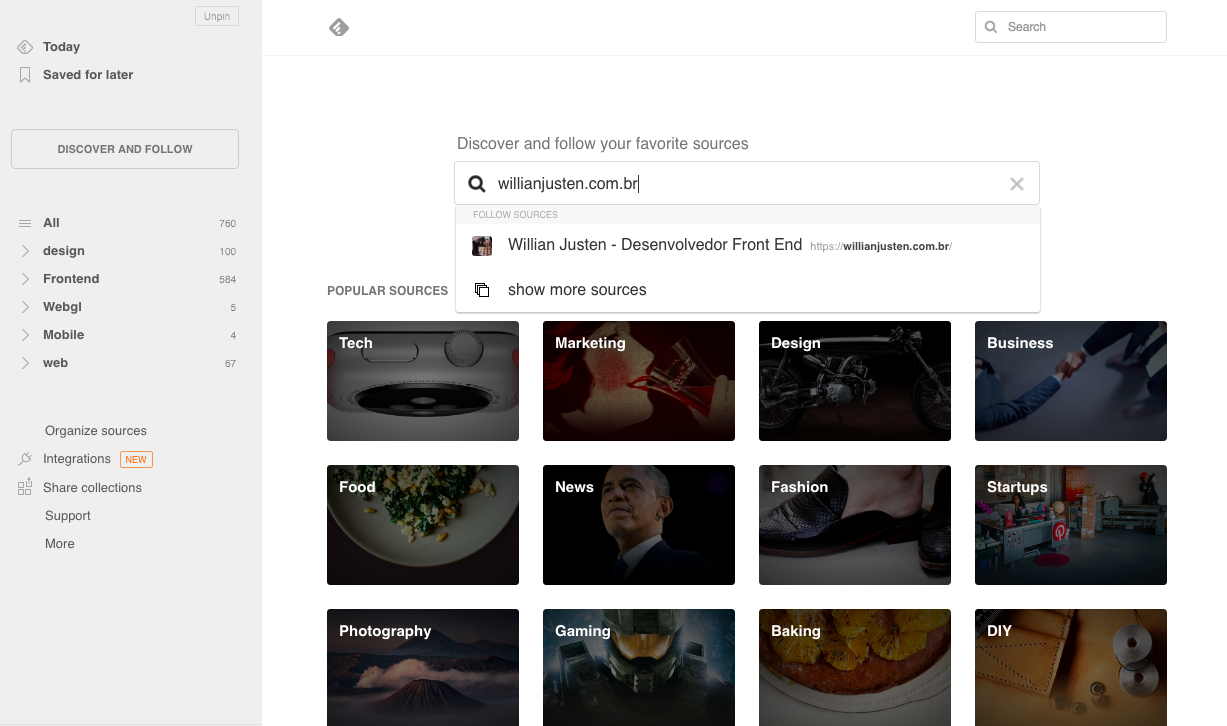 Unpin
Today
Saved for later
DISCOVER AND FOLLOW
All 760
design 100
Frontend 584
Webgl 5
Mobile 4
web 67
Organize sources
Integrations NEW
Share collections
Support
More
Search
Discover and follow your favorite sources
willianjusten.com.br
FOLLOW SOURCES
Willian Justen - Desenvolvedor Front End https://willianjusten.com.br/
show more sources
POPULAR SOURCES
Tech
Marketing
Design
Business
Food
News
Fashion
Startups
Photography
Gaming
Baking
DIY